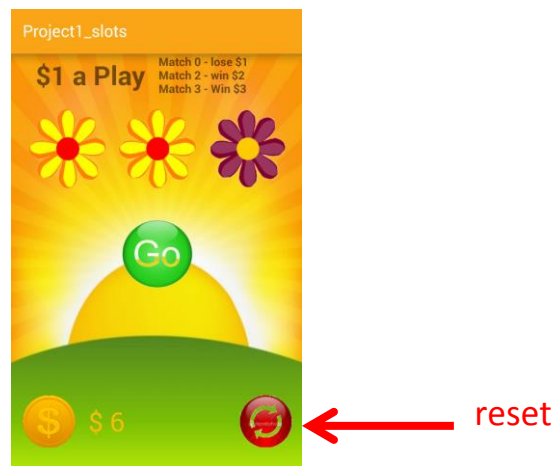 Project1_slots
$1 a Play
Match 0 - lose $1
Match 2 - win $2
Match 3 - Win $3
Go
$
$ 6
reset